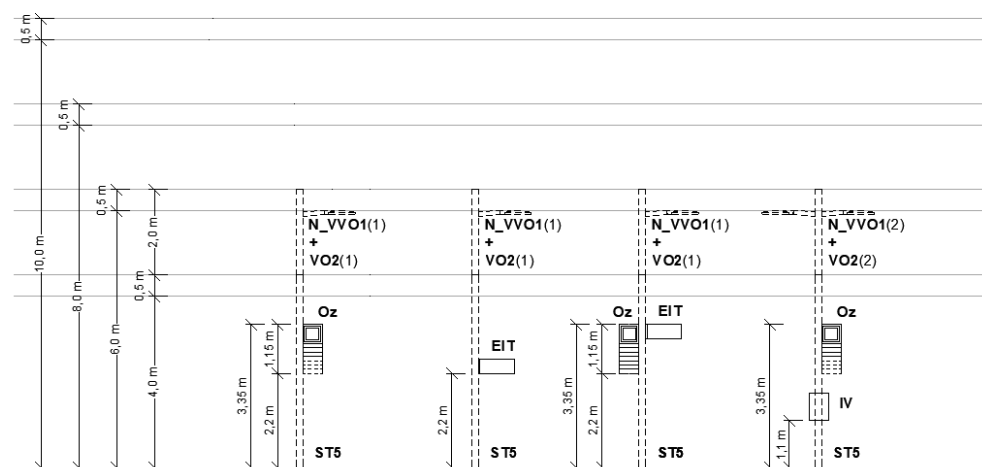 0,5 m
0,5 m
0,5 m
0,5 m
10,0 m
8,0 m
6,0 m
4,0 m
2,0 m
N_VVO1(1)
+
VO2(1)
N_VVO1(1)
+
VO2(1)
N_VVO1(1)
+
VO2(1)
N_VVO1(2)
+
VO2(2)
Oz
EIT
Oz
EIT
Oz
3,35 m
1,15 m
2,2 m
2,2 m
3,35 m
1,15 m
2,2 m
3,35 m
1,1 m
IV
ST5
ST5
ST5
ST5